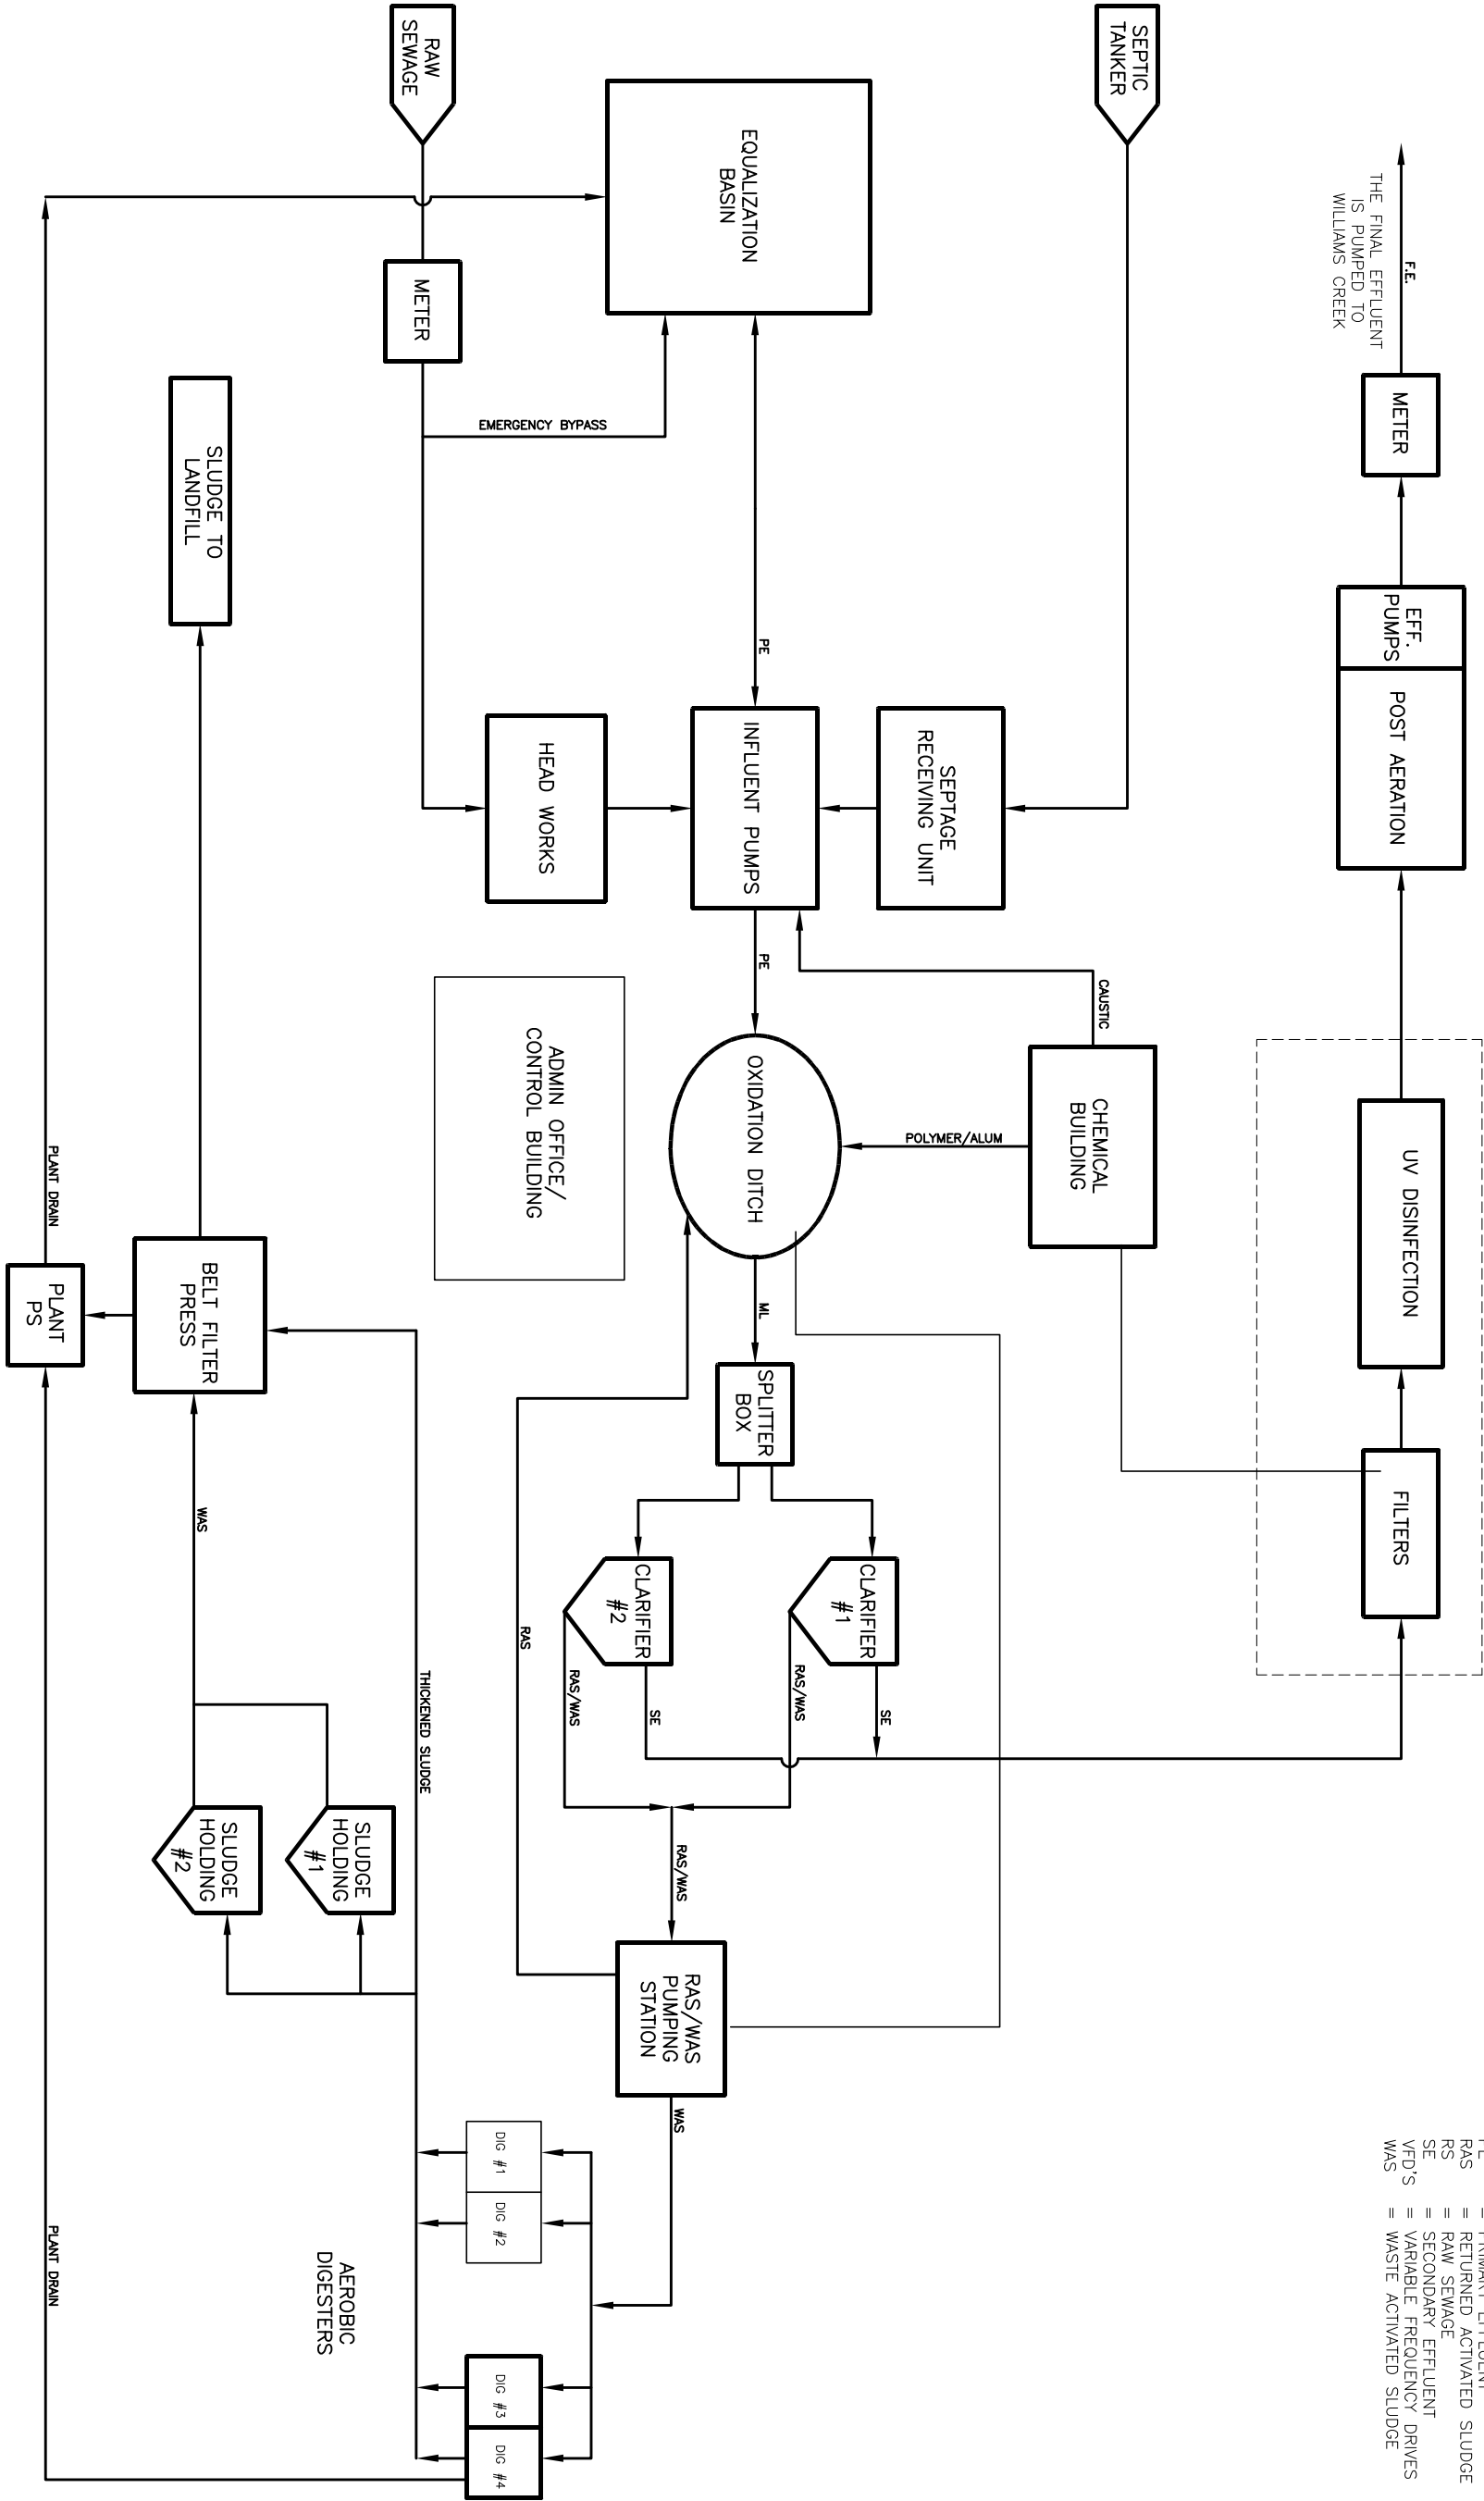 SEPTIC
TANKER
THE FINAL EFFLUENT
IS PUMPED TO
WILLIAMS CREEK
F.E.
METER
EFF.
PUMPS
POST AERATION
UV DISINFECTION
FILTERS
RAW
SEWAGE
EQUALIZATION
BASIN
METER
EMERGENCY BYPASS
PE
SEPTAGE
RECEIVING UNIT
INFLUENT PUMPS
HEAD WORKS
CAUSTIC
CHEMICAL
BUILDING
POLYMER/ALUM
PE
OXIDATION DITCH
ADMIN OFFICE/
CONTROL BUILDING
ML
SPLITTER
BOX
CLARIFIER
#1
CLARIFIER
#2
SE
RAS/WAS
SE
RAS/WAS
RAS
RAS/WAS
RAS/WAS
PUMPING
STATION
WAS
DIG #1
DIG #2
DIG #3
DIG #4
AEROBIC
DIGESTERS
THICKENED SLUDGE
SLUDGE
HOLDING
#1
SLUDGE
HOLDING
#2
WAS
BELT FILTER
PRESS
SLUDGE TO
LANDFILL
PLANT
PS
PLANT DRAIN
PLANT DRAIN
RAS = RETURNED ACTIVATED SLUDGE
RS = RAW SEWAGE
SE = SECONDARY EFFLUENT
VFD'S = VARIABLE FREQUENCY DRIVES
WAS = WASTE ACTIVATED SLUDGE